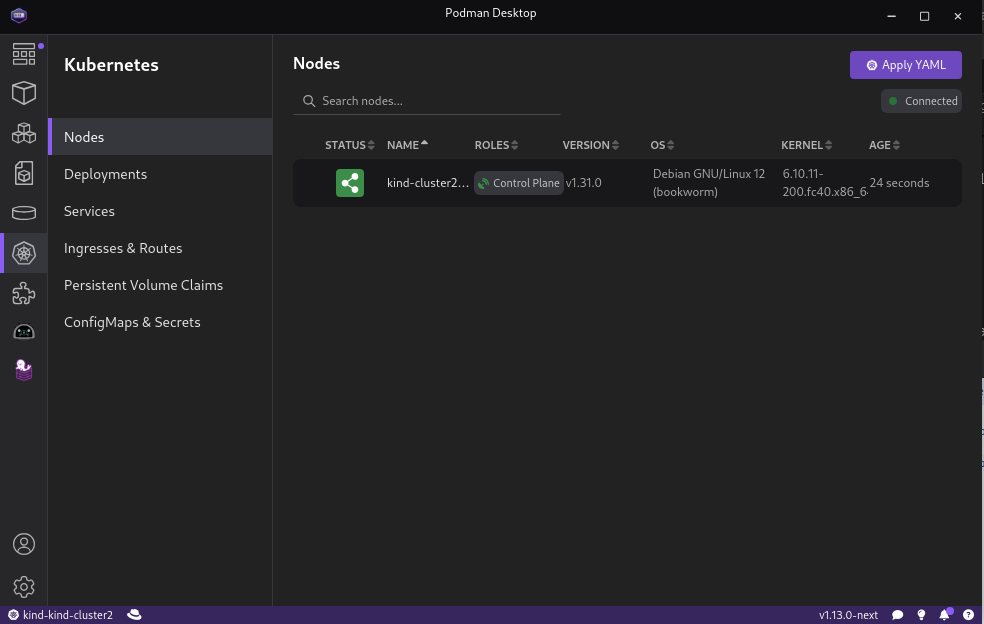 Podman Desktop
Kubernetes
Nodes
Deployments
Services
Ingresses & Routes
Persistent Volume Claims
ConfigMaps & Secrets
Nodes
Apply YAML
Search nodes...
Connected
STATUS NAME ROLES VERSION OS KERNEL AGE
kind-cluster2... Control Plane v1.31.0 Debian GNU/Linux 12 (bookworm) 6.10.11-200.fc40.x86_6 24 seconds
kind-kind-cluster2
v1.13.0-next